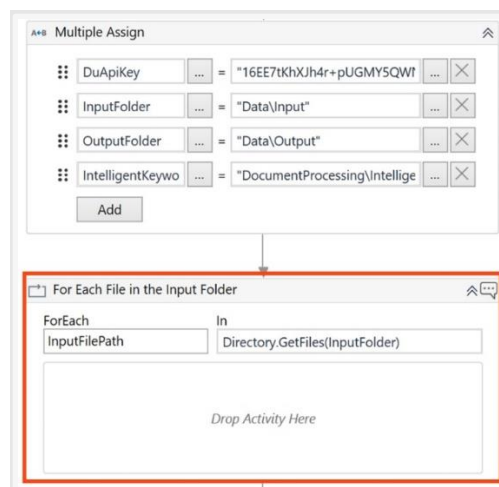 A+B Multiple Assign
DuApiKey ... = "16EE7tKhXJh4r+pUGMY5QWI ...
InputFolder ... = "Data\Input" ...
OutputFolder ... = "Data\Output" ...
IntelligentKeywo ... = "DocumentProcessing\Intellige ...
Add
For Each File in the Input Folder
ForEach In
InputFilePath Directory.GetFiles(InputFolder)
Drop Activity Here